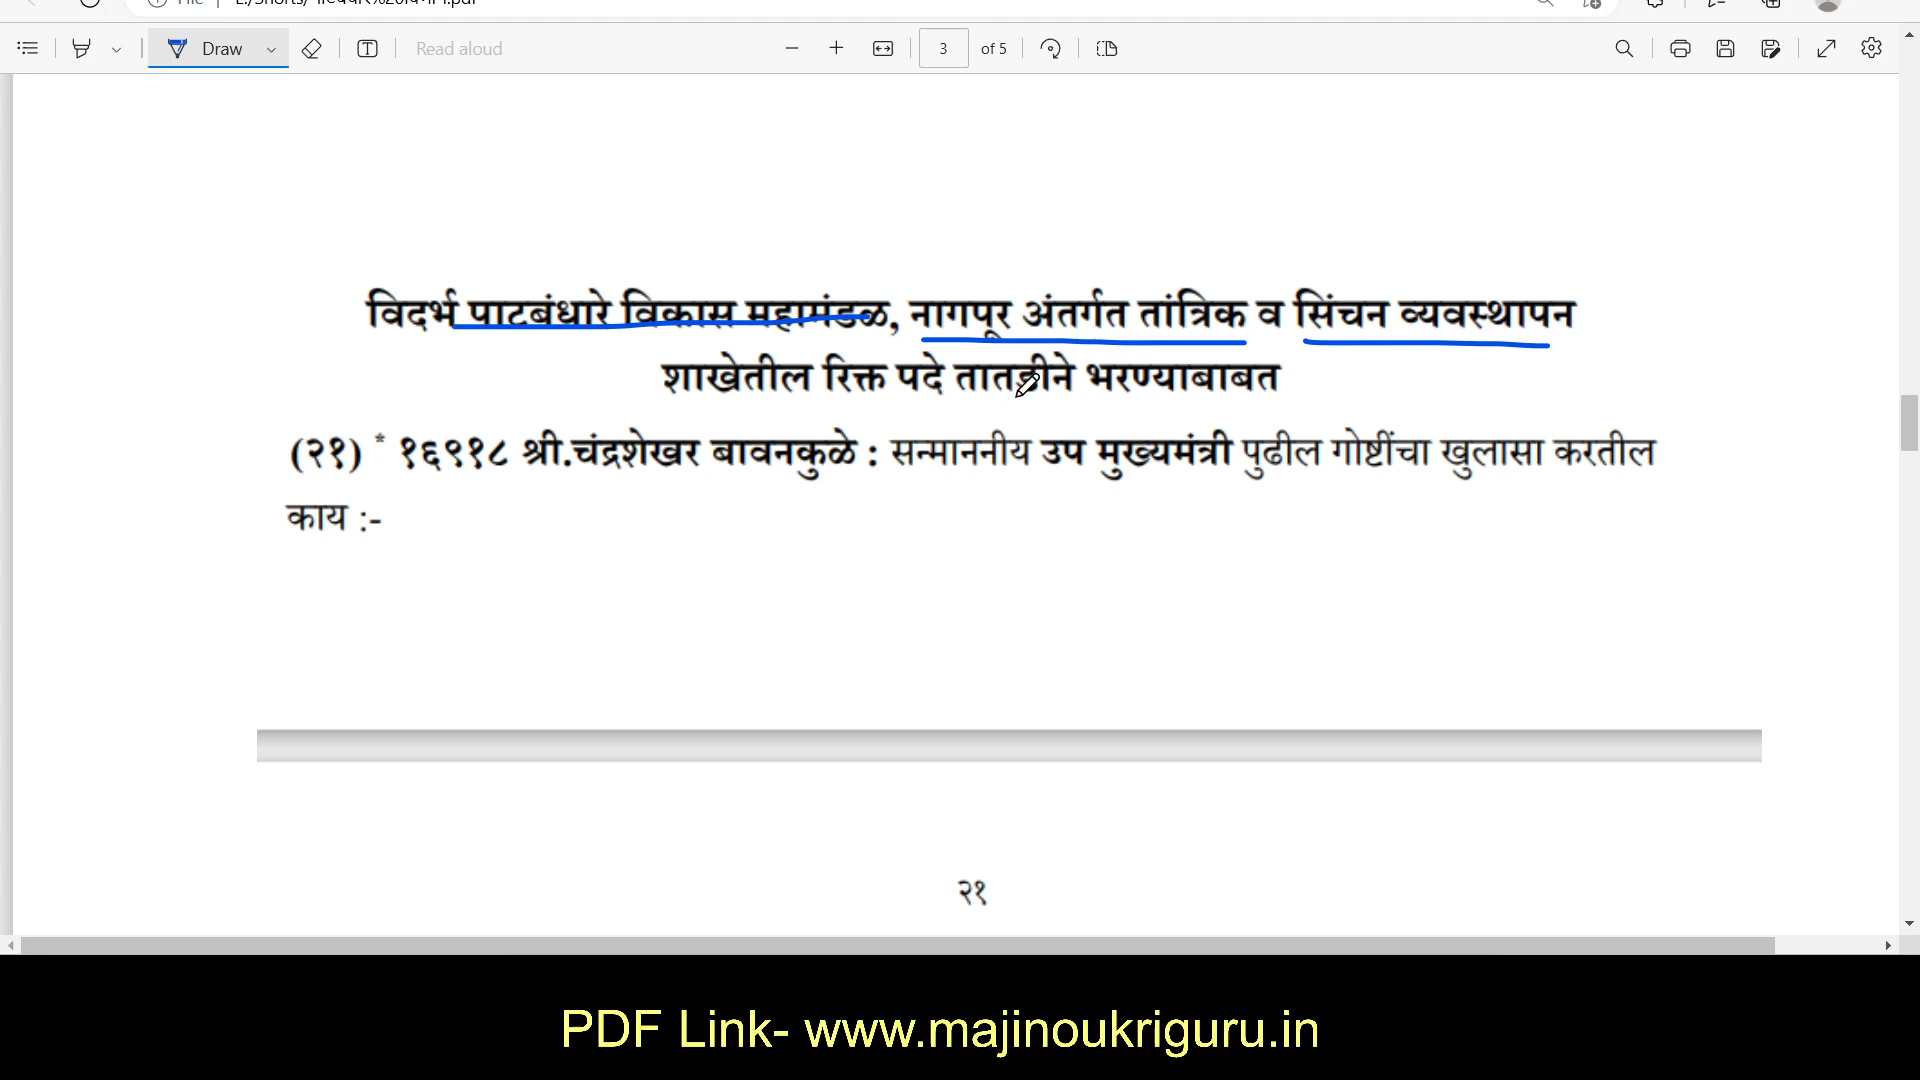 Draw
Read aloud
3
of 5
विदर्भ पाटबंधारे विकास महामंडळ, नागपूर अंतर्गत तांत्रिक व सिंचन व्यवस्थापन
शाखेतील रिक्त पदे तातडीने भरण्याबाबत
(२१) * १६९१८ श्री.चंद्रशेखर बावनकुळे : सन्माननीय उप मुख्यमंत्री पुढील गोष्टींचा खुलासा करतील
काय :-
२१
PDF Link- www.majinoukriguru.in